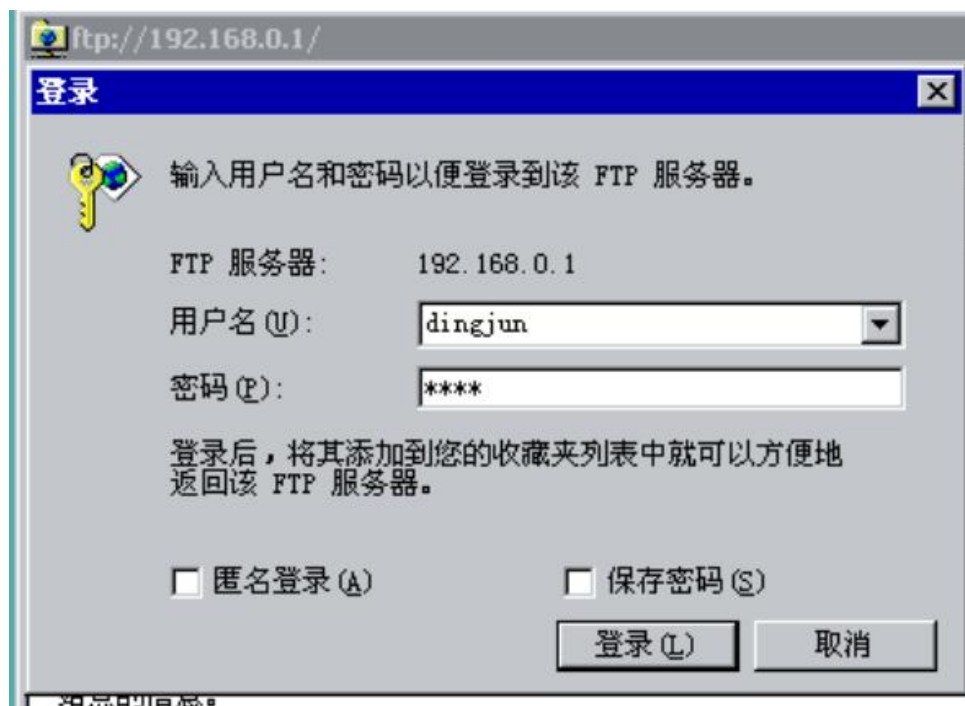 ftp://192.168.0.1/
登录
输入用户名和密码以便登录到该 FTP 服务器。
FTP 服务器: 192.168.0.1
用户名(U): dingjun
密码(P): ****
登录后，将其添加到您的收藏夹列表中就可以方便地
返回该 FTP 服务器。
匿名登录(A) 保存密码(S)
登录(L) 取消